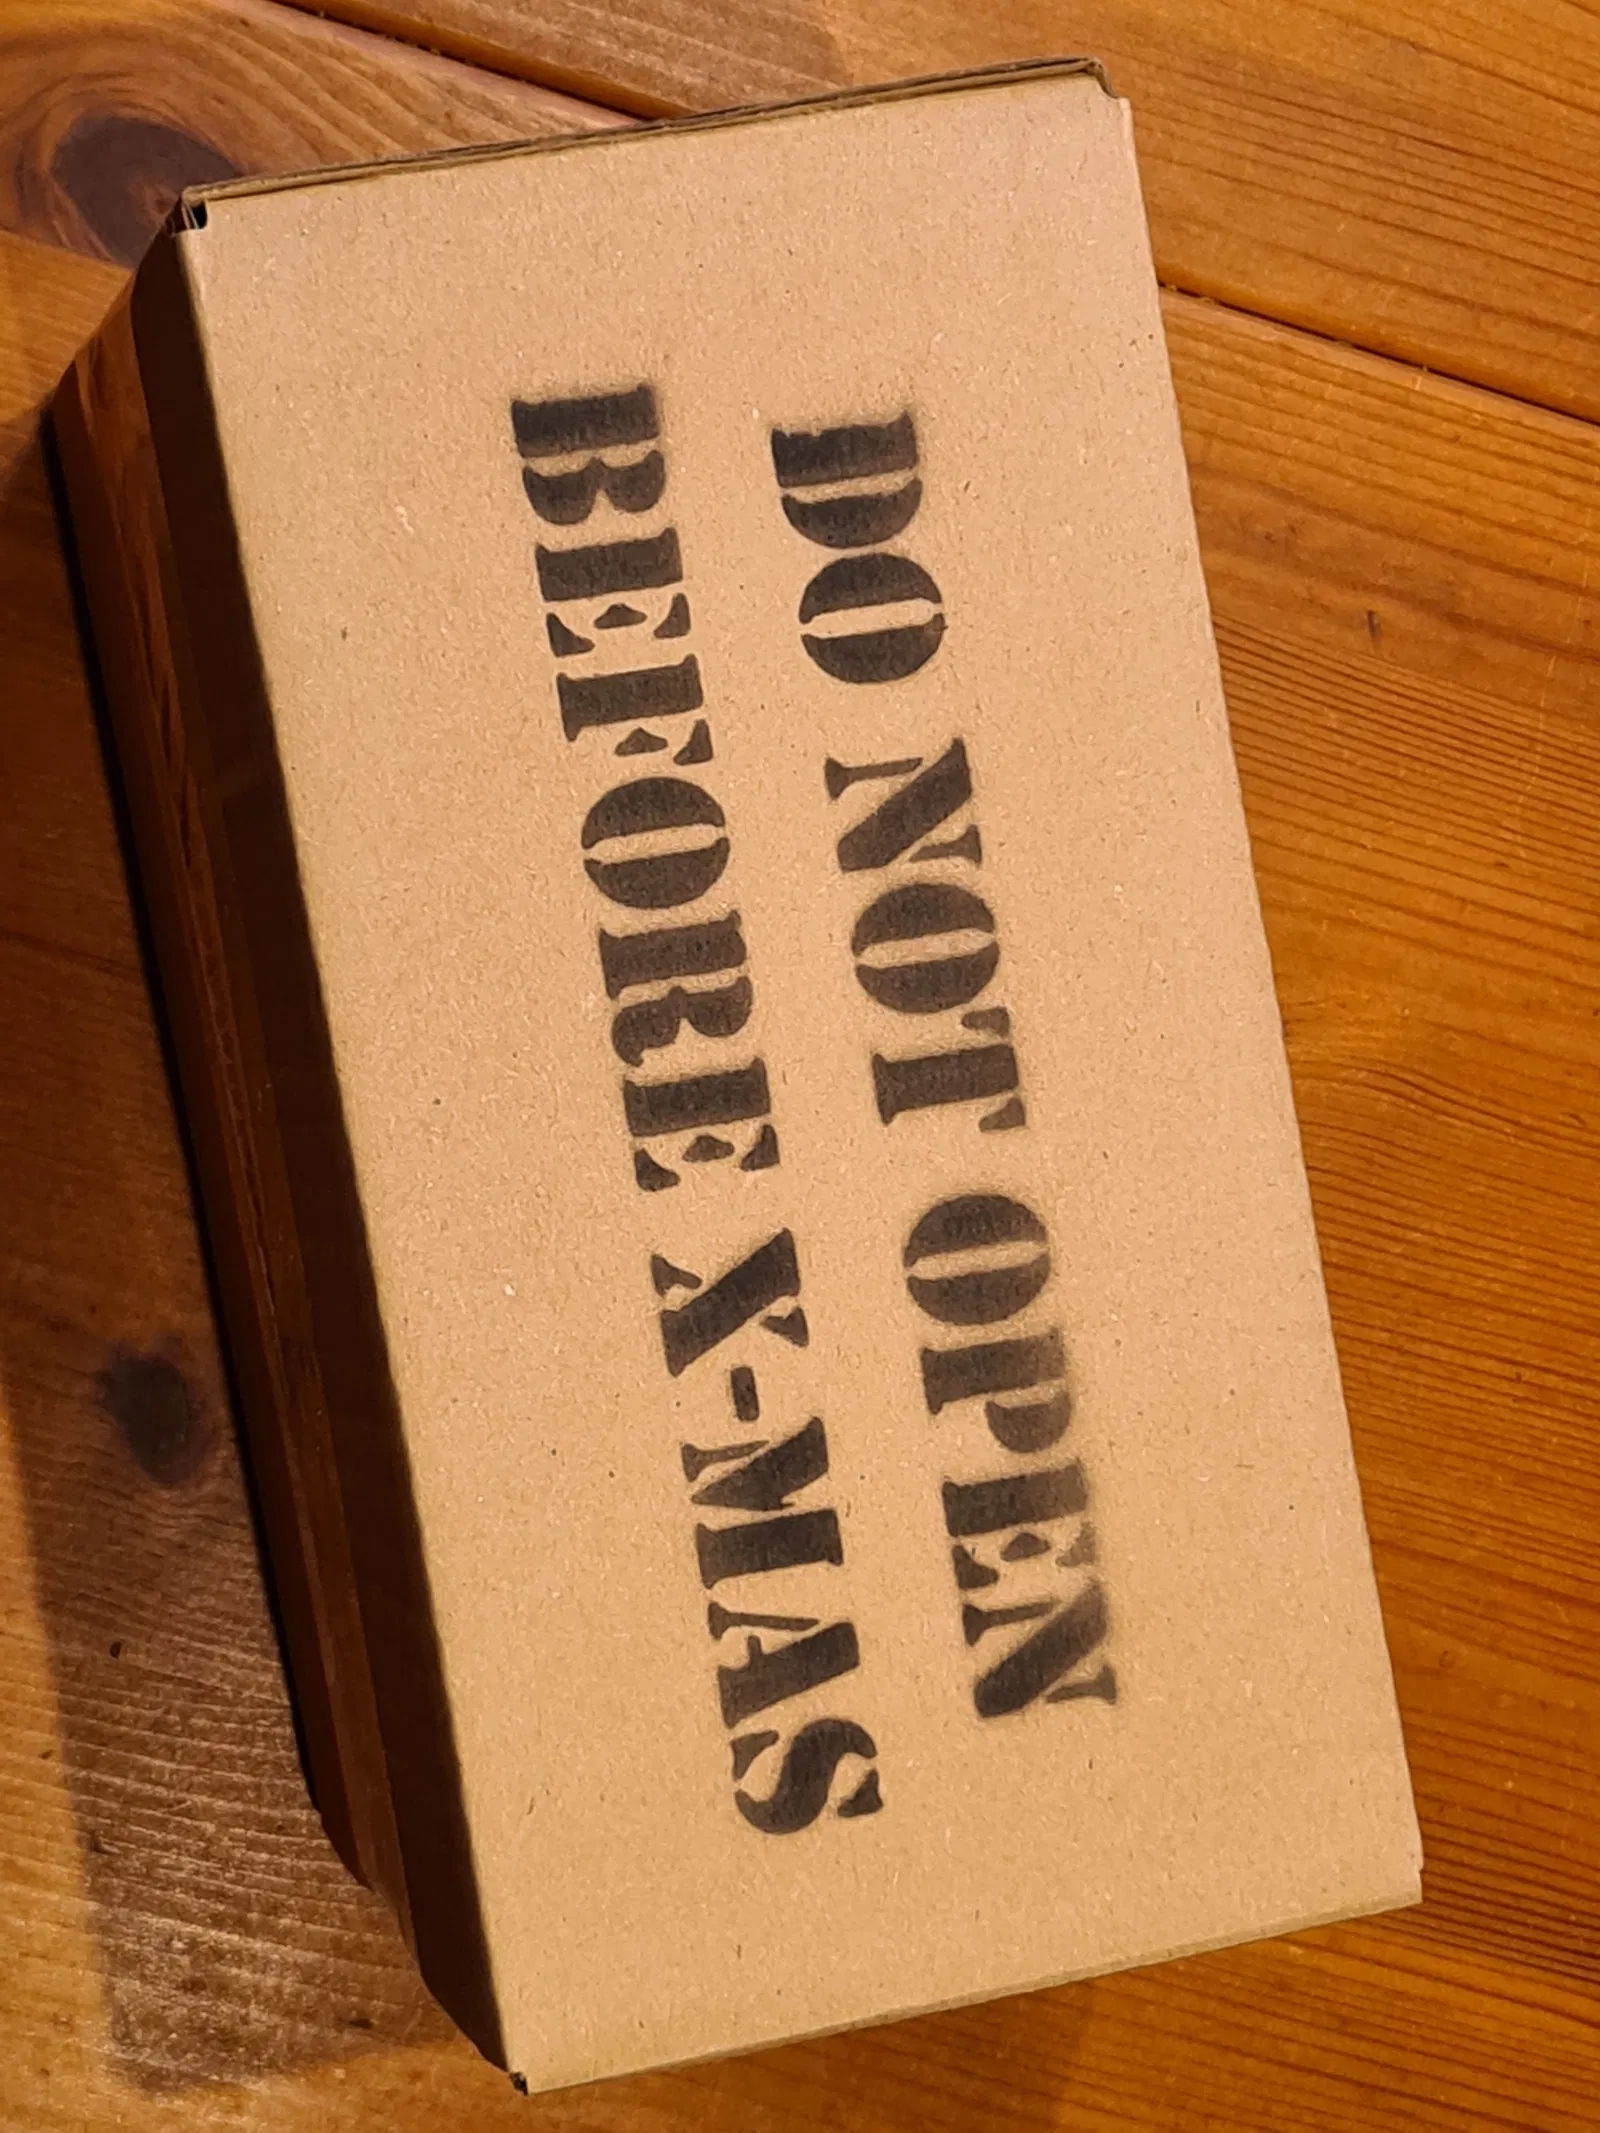 DO NOT OPEN
BEFORE X-MAS